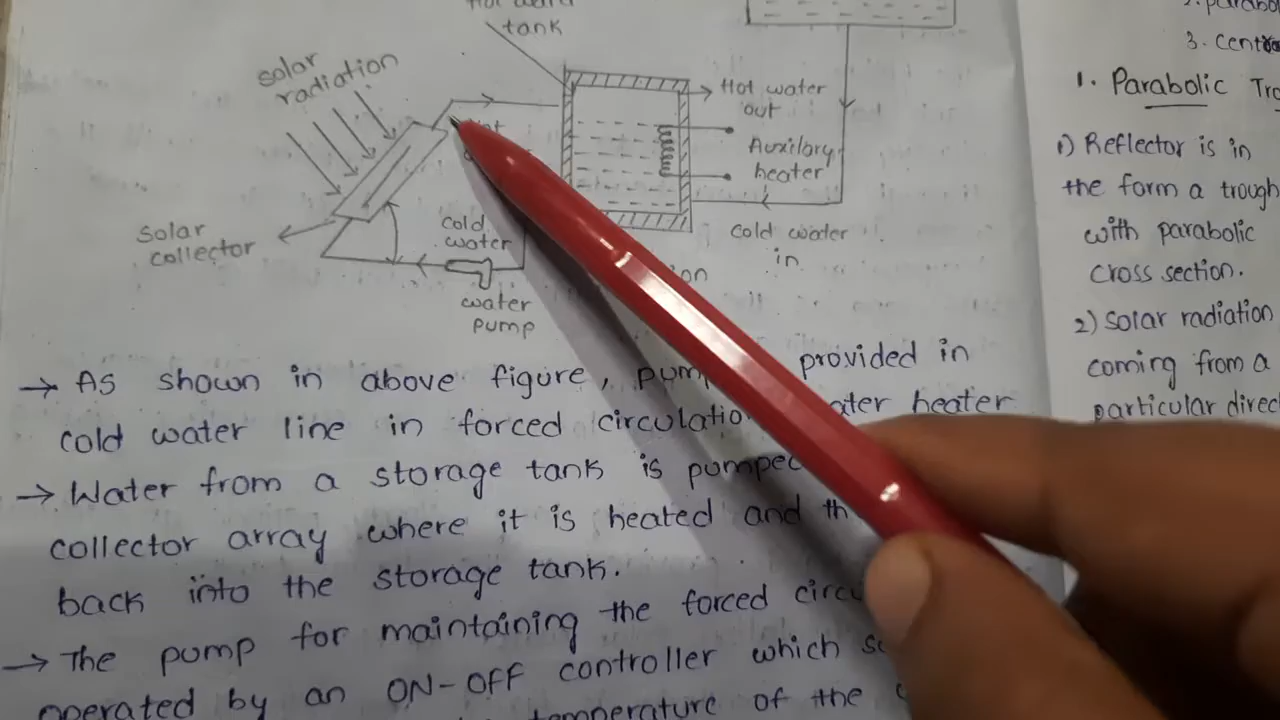 tank
solar
radiation
Hot water
out
Auxilary
heater
cold
water
solar
collector
cold water
in
water
pump
→ As shown in above figure, provided in
cold water line in forced heater
→ Water from a storage tank is
collector array where it is heated and
back into the storage tank.
→ The pump for maintaining the forced
operated by an ON-OFF controller which
temperature of the
3.
1. Parabolic
1) Reflector is in
the form a trough
with parabolic
cross section.
2) Solar radiation
coming from a
particular